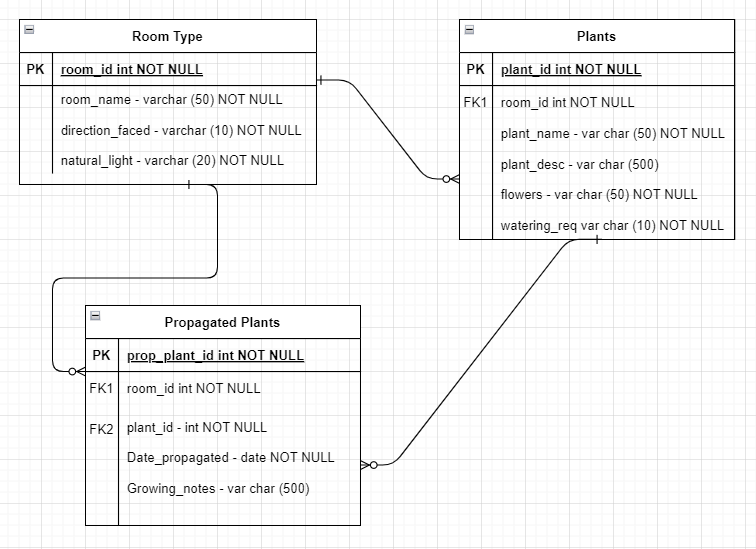 Room Type
PK room_id int NOT NULL
room_name - varchar (50) NOT NULL
direction_faced - varchar (10) NOT NULL
natural_light - varchar (20) NOT NULL
Plants
PK plant_id int NOT NULL
FK1 room_id int NOT NULL
plant_name - var char (50) NOT NULL
plant_desc - var char (500)
flowers - var char (50) NOT NULL
watering_req var char (10) NOT NULL
Propagated Plants
PK prop_plant_id int NOT NULL
FK1 room_id int NOT NULL
FK2 plant_id - int NOT NULL
Date_propagated - date NOT NULL
Growing_notes - var char (500)